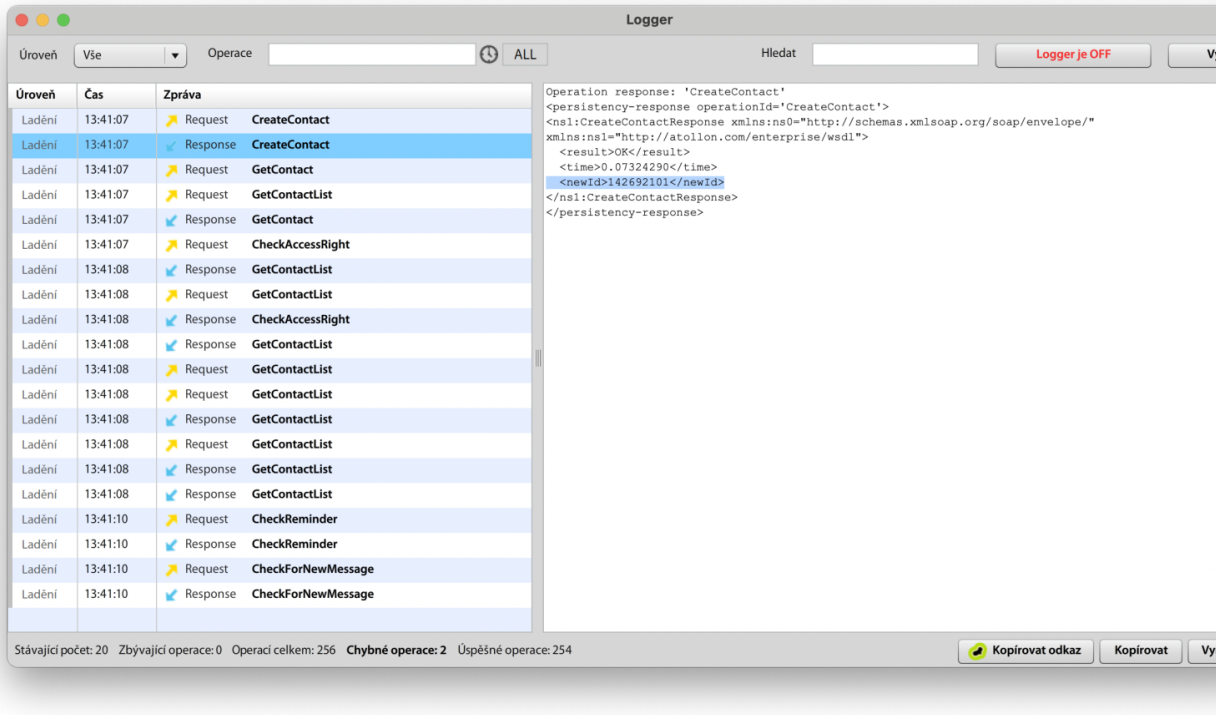 Logger
Úroveň Vše Operace ALL Hledat Logger je OFF
Úroveň Čas Zpráva
Ladění 13:41:07 Request CreateContact
Ladění 13:41:07 Response CreateContact
Ladění 13:41:07 Request GetContact
Ladění 13:41:07 Request GetContactList
Ladění 13:41:07 Response GetContact
Ladění 13:41:07 Request CheckAccessRight
Ladění 13:41:08 Response GetContactList
Ladění 13:41:08 Request GetContactList
Ladění 13:41:08 Response CheckAccessRight
Ladění 13:41:08 Response GetContactList
Ladění 13:41:08 Request GetContactList
Ladění 13:41:08 Request GetContactList
Ladění 13:41:08 Response GetContactList
Ladění 13:41:08 Request GetContactList
Ladění 13:41:08 Response GetContactList
Ladění 13:41:08 Response GetContactList
Ladění 13:41:10 Request CheckReminder
Ladění 13:41:10 Response CheckReminder
Ladění 13:41:10 Request CheckForNewMessage
Ladění 13:41:10 Response CheckForNewMessage
Operation response: 'CreateContact'
<persistency-response operationId='CreateContact'>
<ns1:CreateContactResponse xmlns:ns0="http://schemas.xmlsoap.org/soap/envelope/"
xmlns:ns1="http://atollon.com/enterprise/wsdl">
<result>OK</result>
<time>0.07324290</time>
<newId>142692101</newId>
</ns1:CreateContactResponse>
</persistency-response>
Stávající počet: 20 Zbývající operace: 0 Operací celkem: 256 Chybné operace: 2 Úspěšné operace: 254 Kopírovat odkaz Kopírovat